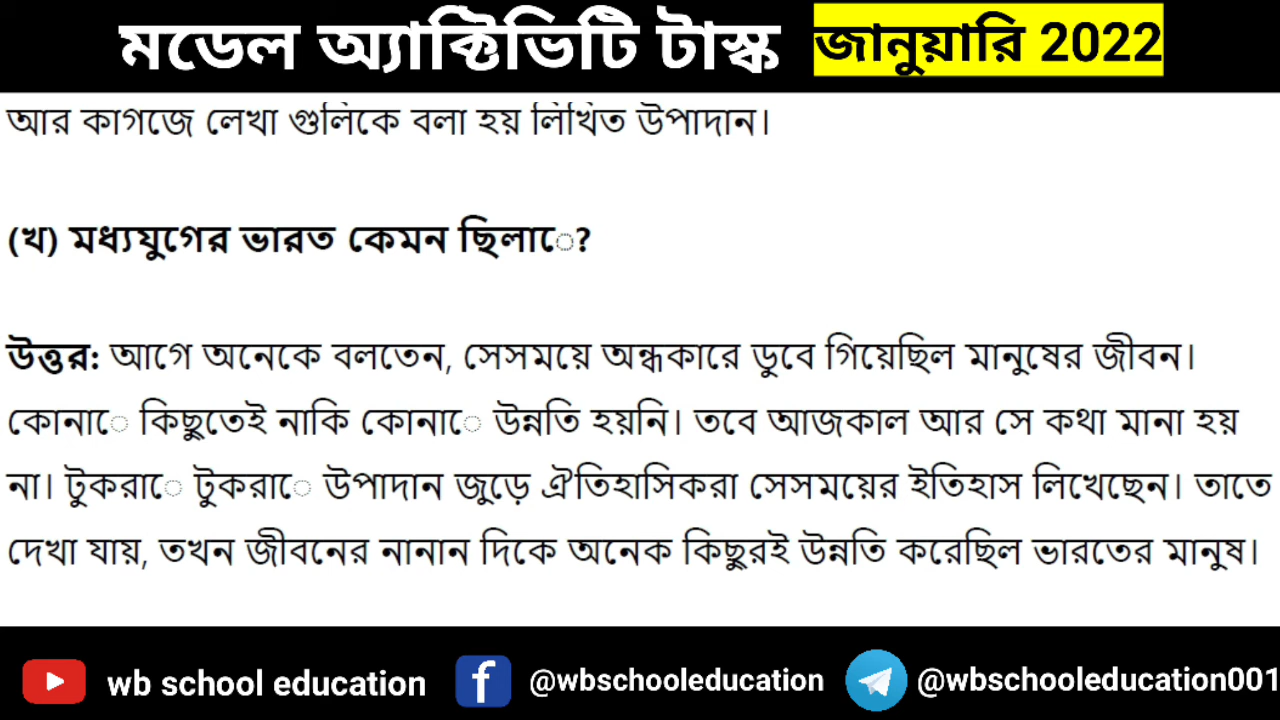 মডেল অ্যাক্টিভিটি টাস্ক জানুয়ারি 2022
আর কাগজে লেখা গুলিকে বলা হয় লিখিত উপাদান।
(খ) মধ্যযুগের ভারত কেমন ছিলাে?
উত্তর: আগে অনেকে বলতেন, সেসময়ে অন্ধকারে ডুবে গিয়েছিল মানুষের জীবন।
কোনাে কিছুতেই নাকি কোনাে উন্নতি হয়নি। তবে আজকাল আর সে কথা মানা হয়
না। টুকরাে টুকরাে উপাদান জুড়ে ঐতিহাসিকরা সেসময়ের ইতিহাস লিখেছেন। তাতে
দেখা যায়, তখন জীবনের নানান দিকে অনেক কিছুরই উন্নতি করেছিল ভারতের মানুষ।
wb school education @wbschooleducation @wbschooleducation001